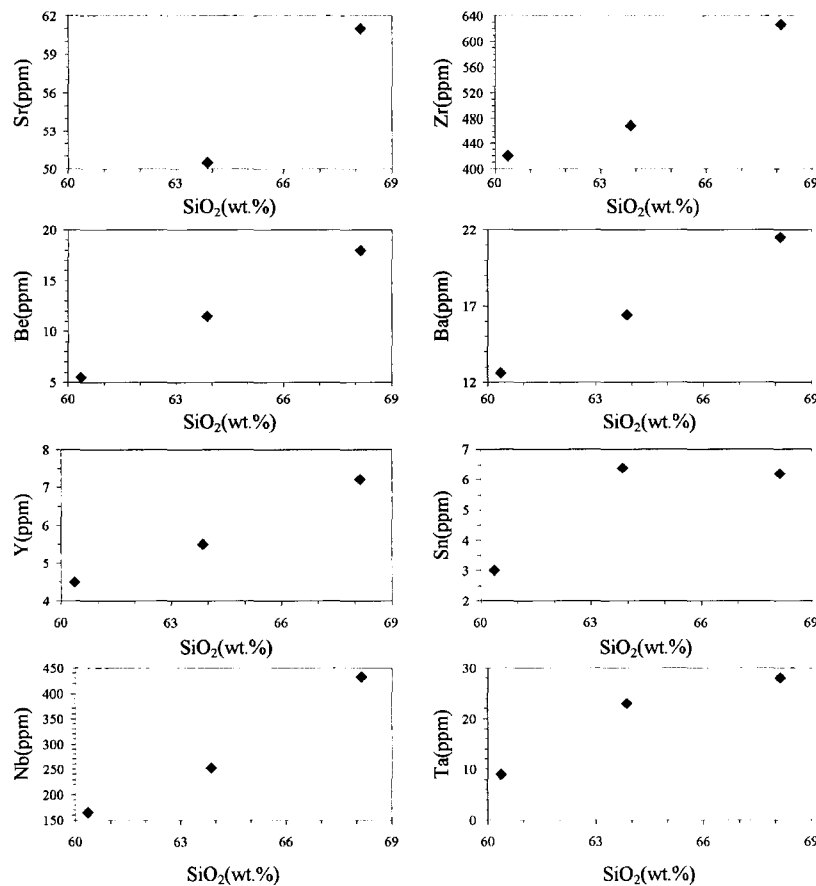 Sr(ppm)
62
59
56
53
50
60 63 66 69
SiO₂(wt.%)
Zr(ppm)
640
600
560
520
480
440
400
60 63 66 69
SiO₂(wt.%)
Be(ppm)
20
15
10
5
60 63 66 69
SiO₂(wt.%)
Ba(ppm)
22
17
12
60 63 66 69
SiO₂(wt.%)
Y(ppm)
8
7
6
5
4
60 63 66 69
SiO₂(wt.%)
Sn(ppm)
7
6
5
4
3
2
60 63 66 69
SiO₂(wt.%)
Nb(ppm)
450
400
350
300
250
200
150
60 63 66 69
SiO₂(wt.%)
Ta(ppm)
30
20
10
0
60 63 66 69
SiO₂(wt.%)